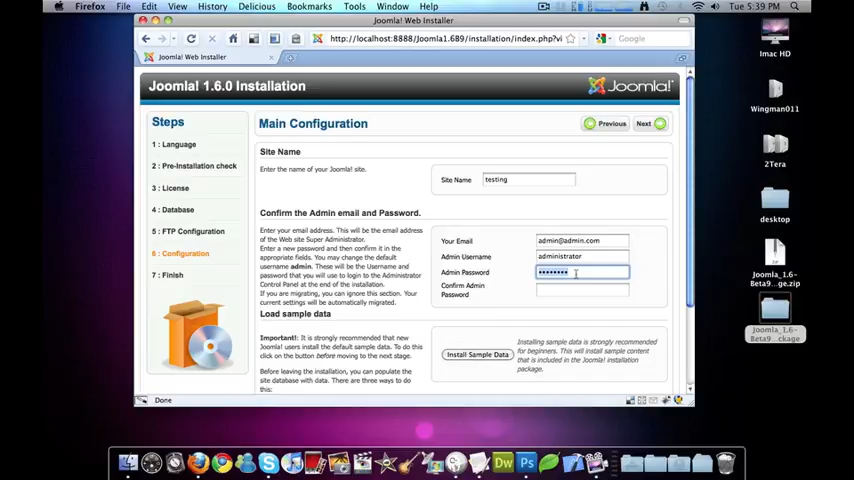 Firefox File Edit View History Delicious Bookmarks Tools Window Help Tue 5:39 PM
Joomla! Web Installer
http://localhost:8888/Joomla1.6B9/installation/index.php?vi
Google
Joomla! Web Installer
Imac HD
Joomla! 1.6.0 Installation
Joomla!
Wingman011
Steps
Main Configuration
Previous
Next
1 : Language
Site Name
2 : Pre-Installation check
Enter the name of your Joomla! site.
Site Name
testing
2Tera
3 : License
4 : Database
Confirm the Admin email and Password.
desktop
5 : FTP Configuration
Enter your email address. This will be the email address
of the Web site Super Administrator.
Enter a new password and then confirm it in the
appropriate fields. You may change the default
username admin. These will be the Username and
password that you will use to login to the Administrator
Control Panel at the end of the installation.
If you are migrating, you can ignore this section. Your
current settings will be automatically migrated.
Your Email
admin@admin.com
Admin Username
administrator
Admin Password
Confirm Admin
Password
6 : Configuration
7 : Finish
Joomla_1.6-
Beta9...ge.zip
Load sample data
Important!: It is strongly recommended that new
Joomla! users install the default sample data. To do this
click on the button before moving to the next stage.
Before leaving the installation, you can populate the
site database with data. There are three ways to do
this:
Install Sample Data
Installing sample data is strongly recommended
for beginners. This will install sample content
that is included in the Joomla! installation
package.
Joomla_1.6-
Beta9...ckage
Done
Dw
Ps